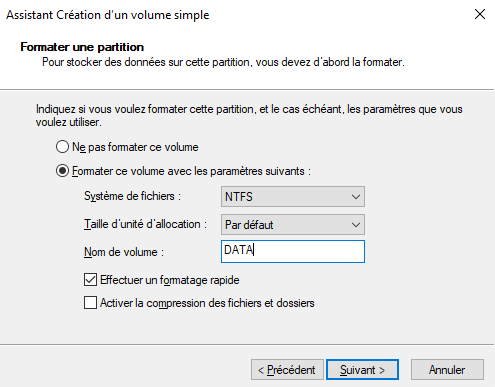 Assistant Création d'un volume simple
Formater une partition
Pour stocker des données sur cette partition, vous devez d'abord la formater.
Indiquez si vous voulez formater cette partition, et le cas échéant, les paramètres que vous
voulez utiliser.
Ne pas formater ce volume
Formater ce volume avec les paramètres suivants :
Système de fichiers :
NTFS
Taille d'unité d'allocation :
Par défaut
Nom de volume :
DATA
Effectuer un formatage rapide
Activer la compression des fichiers et dossiers
< Précédent
Suivant >
Annuler